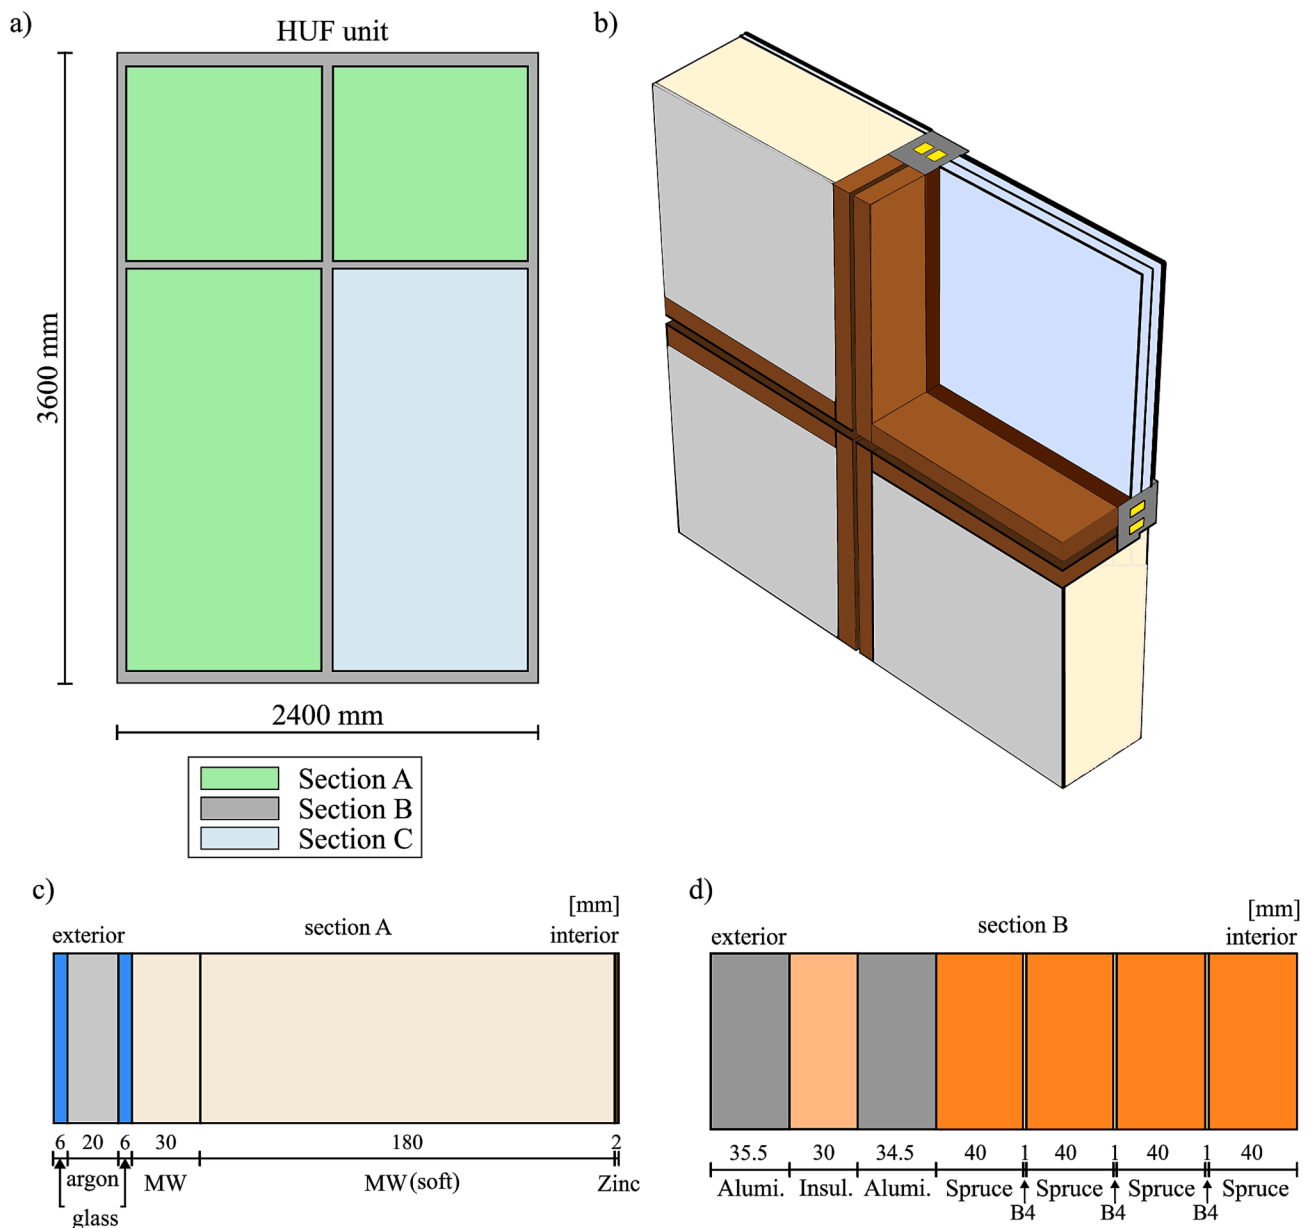 a)
HUF unit
3600 mm
2400 mm
Section A
Section B
Section C
b)
c)
[mm]
exterior
section A
interior
6 20 6 30 180 2
argon MW MW (soft) Zinc
glass
d)
[mm]
exterior
section B
interior
35.5 30 34.5 40 1 40 1 40 1 40
Alumi. Insul. Alumi. Spruce Spruce Spruce Spruce
B4 B4 B4